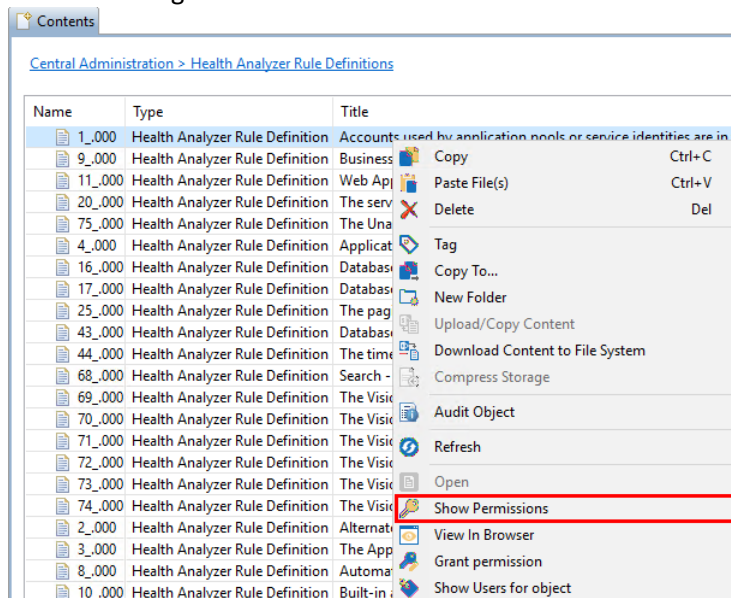 Contents
Central Administration > Health Analyzer Rule Definitions
Name Type Title
1_.000 Health Analyzer Rule Definition Accounts used by application pools or service identities are in
9_.000 Health Analyzer Rule Definition Business
11_.000 Health Analyzer Rule Definition Web Ap
20_.000 Health Analyzer Rule Definition The serv
75_.000 Health Analyzer Rule Definition The Una
4_.000 Health Analyzer Rule Definition Applicat
16_.000 Health Analyzer Rule Definition Databas
17_.000 Health Analyzer Rule Definition Databas
25_.000 Health Analyzer Rule Definition The pag
43_.000 Health Analyzer Rule Definition Databas
44_.000 Health Analyzer Rule Definition The time
68_.000 Health Analyzer Rule Definition Search -
69_.000 Health Analyzer Rule Definition The Visi
70_.000 Health Analyzer Rule Definition The Visi
71_.000 Health Analyzer Rule Definition The Visi
72_.000 Health Analyzer Rule Definition The Visi
73_.000 Health Analyzer Rule Definition The Visi
74_.000 Health Analyzer Rule Definition The Visi
2_.000 Health Analyzer Rule Definition Alternat
3_.000 Health Analyzer Rule Definition The App
8_.000 Health Analyzer Rule Definition Automa
10_.000 Health Analyzer Rule Definition Built-in
Copy Ctrl+C
Paste File(s) Ctrl+V
Delete Del
Tag
Copy To...
New Folder
Upload/Copy Content
Download Content to File System
Compress Storage
Audit Object
Refresh
Open
Show Permissions
View In Browser
Grant permission
Show Users for object